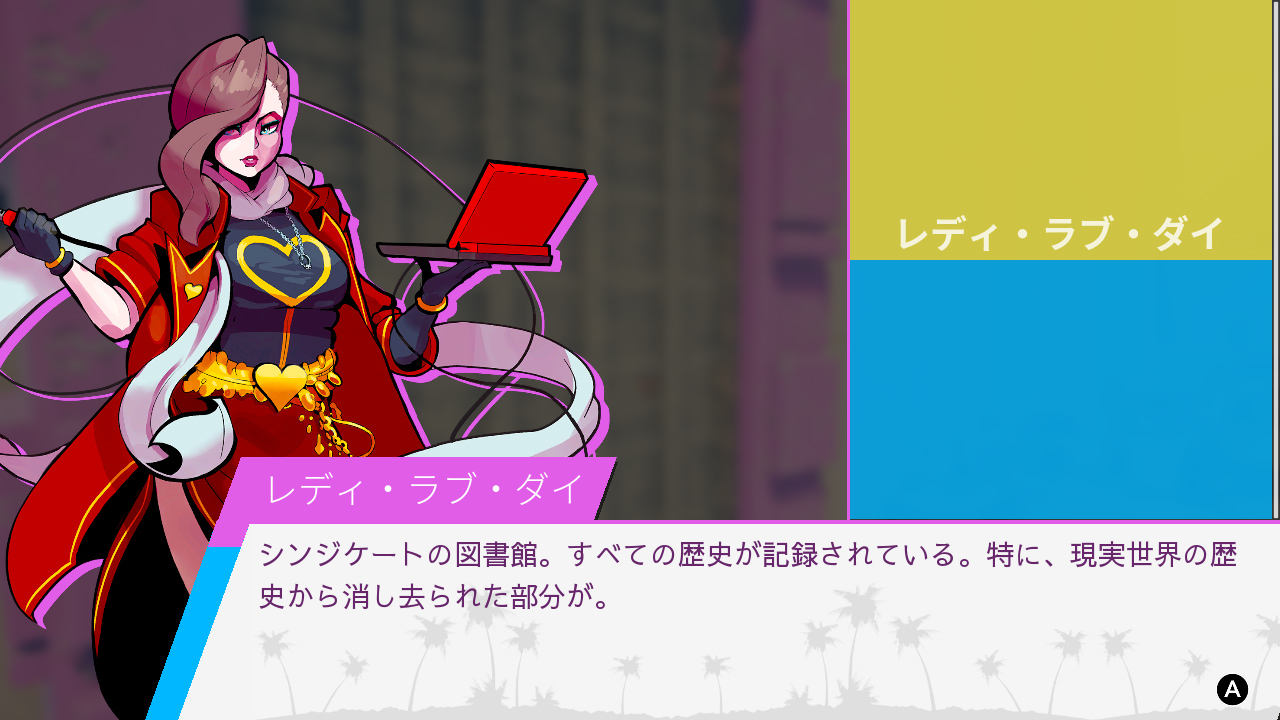 レディ・ラブ・ダイ
レディ・ラブ・ダイ
シンジケートの図書館。すべての歴史が記録されている。特に、現実世界の歴
史から消し去られた部分が。
A